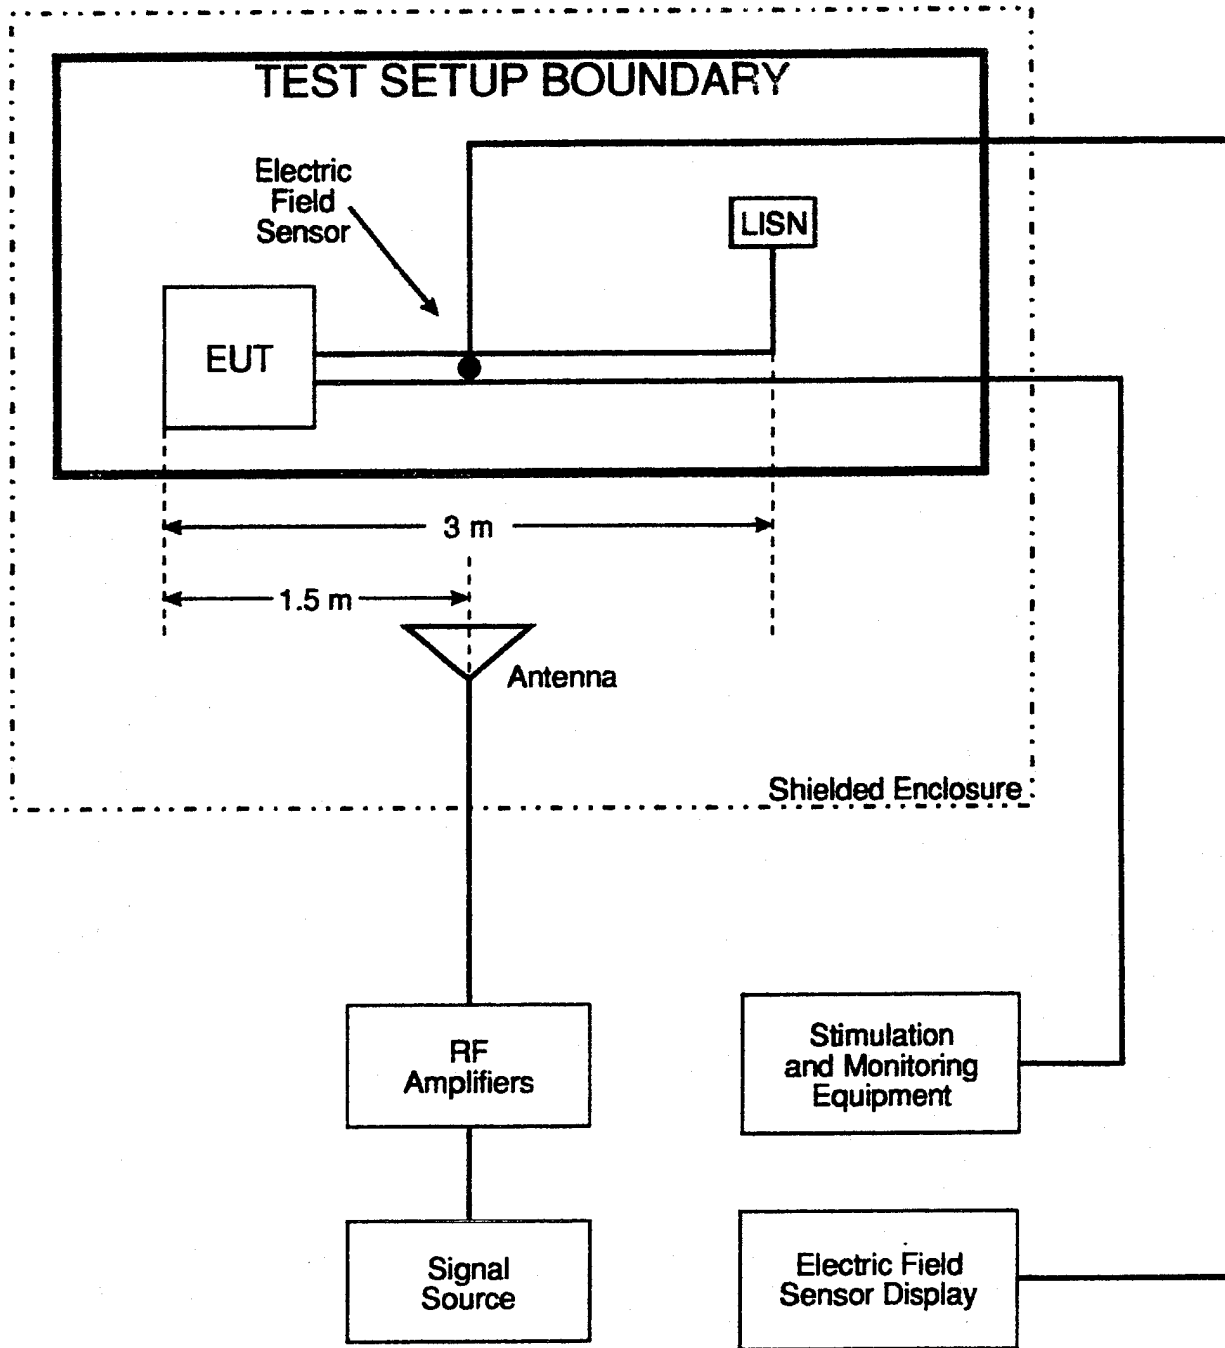 TEST SETUP BOUNDARY
Electric
Field
Sensor
LISN
EUT
3 m
1.5 m
Antenna
Shielded Enclosure
RF
Amplifiers
Stimulation
and Monitoring
Equipment
Signal
Source
Electric Field
Sensor Display